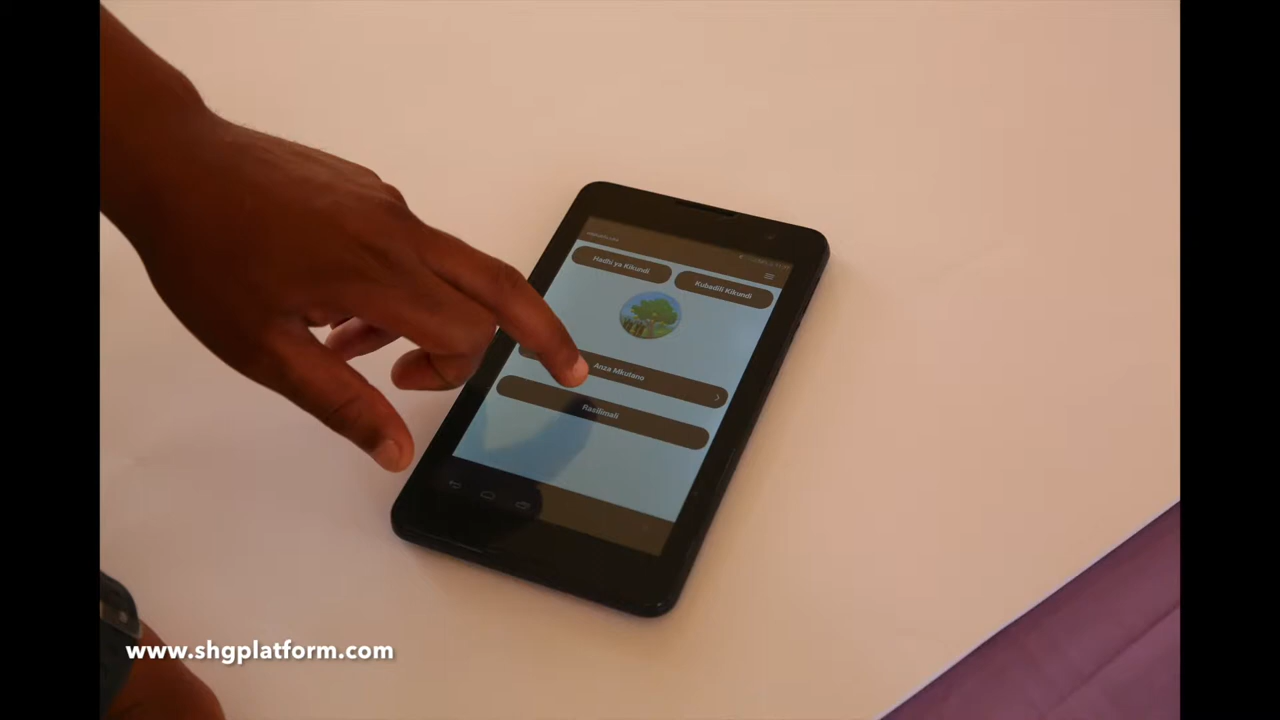 Hadhi ya Kikundi
Kubadili Kikundi
Anza Mkutano
Rasilimali
www.shgplatform.com